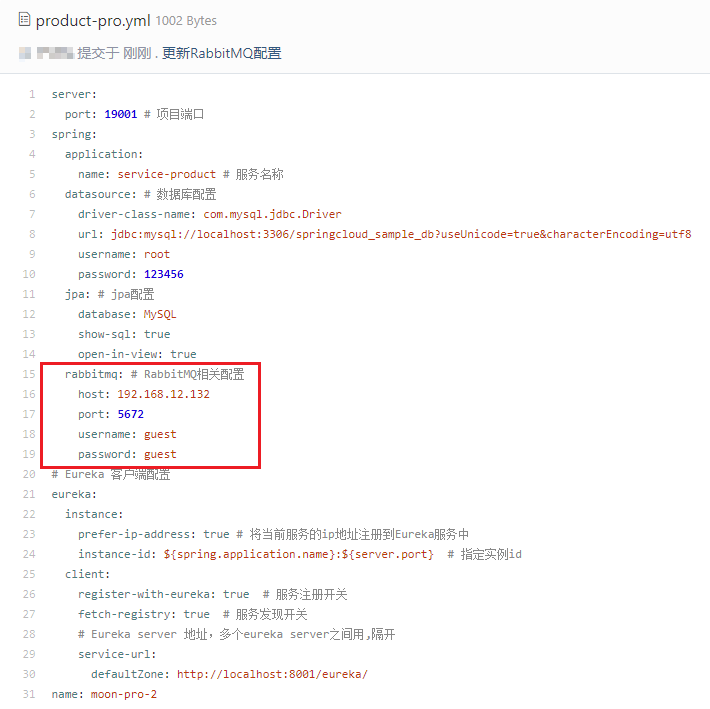 product-pro.yml 1002 Bytes
提交于 刚刚 . 更新RabbitMQ配置
1 server:
2   port: 19001 # 项目端口
3 spring:
4   application:
5     name: service-product # 服务名称
6   datasource: # 数据库配置
7     driver-class-name: com.mysql.jdbc.Driver
8     url: jdbc:mysql://localhost:3306/springcloud_sample_db?useUnicode=true&characterEncoding=utf8
9     username: root
10     password: 123456
11   jpa: # jpa配置
12     database: MySQL
13     show-sql: true
14     open-in-view: true
15   rabbitmq: # RabbitMQ相关配置
16     host: 192.168.12.132
17     port: 5672
18     username: guest
19     password: guest
20 # Eureka 客户端配置
21 eureka:
22   instance:
23     prefer-ip-address: true # 将当前服务的ip地址注册到Eureka服务中
24     instance-id: ${spring.application.name}:${server.port}  # 指定实例id
25   client:
26     register-with-eureka: true  # 服务注册开关
27     fetch-registry: true  # 服务发现开关
28     # Eureka server 地址，多个eureka server之间用,隔开
29     service-url:
30       defaultZone: http://localhost:8001/eureka/
31 name: moon-pro-2